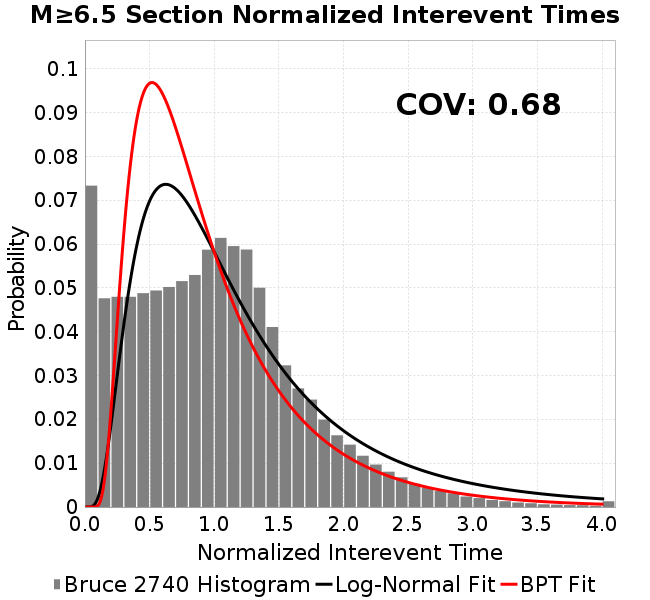 M≥6.5 Section Normalized Interevent Times
COV: 0.68
Probability
0.1
0.09
0.08
0.07
0.06
0.05
0.04
0.03
0.02
0.01
0
0.0 0.5 1.0 1.5 2.0 2.5 3.0 3.5 4.0
Normalized Interevent Time
Bruce 2740 Histogram Log-Normal Fit BPT Fit